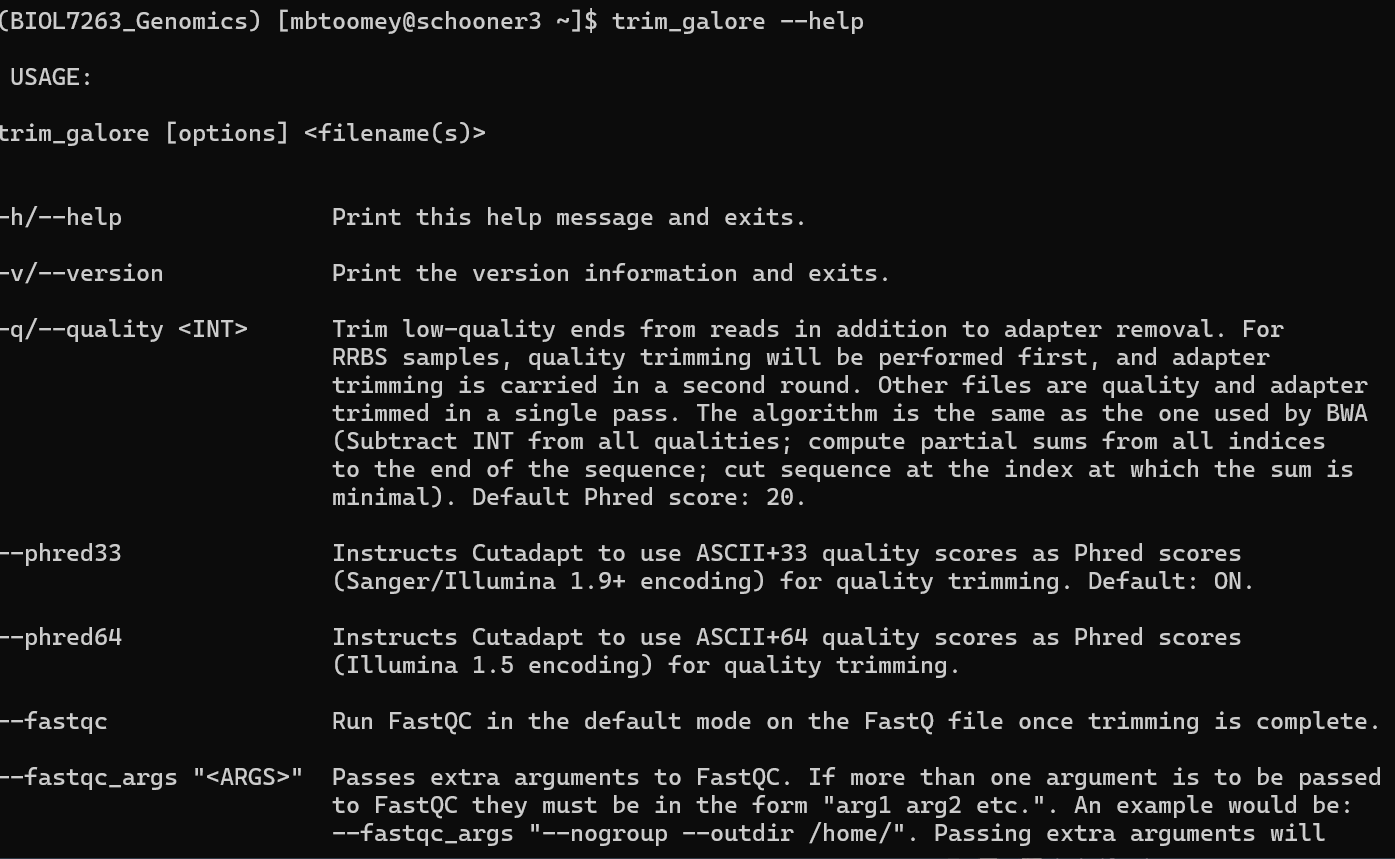 (BIOL7263_Genomics) [mbtoomey@schooner3 ~]$ trim_galore --help
USAGE:
trim_galore [options] <filename(s)>
-h/--help Print this help message and exits.
-v/--version Print the version information and exits.
-q/--quality <INT> Trim low-quality ends from reads in addition to adapter removal. For
RRBS samples, quality trimming will be performed first, and adapter
trimming is carried in a second round. Other files are quality and adapter
trimmed in a single pass. The algorithm is the same as the one used by BWA
(Subtract INT from all qualities; compute partial sums from all indices
to the end of the sequence; cut sequence at the index at which the sum is
minimal). Default Phred score: 20.
--phred33 Instructs Cutadapt to use ASCII+33 quality scores as Phred scores
(Sanger/Illumina 1.9+ encoding) for quality trimming. Default: ON.
--phred64 Instructs Cutadapt to use ASCII+64 quality scores as Phred scores
(Illumina 1.5 encoding) for quality trimming.
--fastqc Run FastQC in the default mode on the FastQ file once trimming is complete.
--fastqc_args "<ARGS>" Passes extra arguments to FastQC. If more than one argument is to be passed
to FastQC they must be in the form "arg1 arg2 etc.". An example would be:
--fastqc_args "--nogroup --outdir /home/". Passing extra arguments will